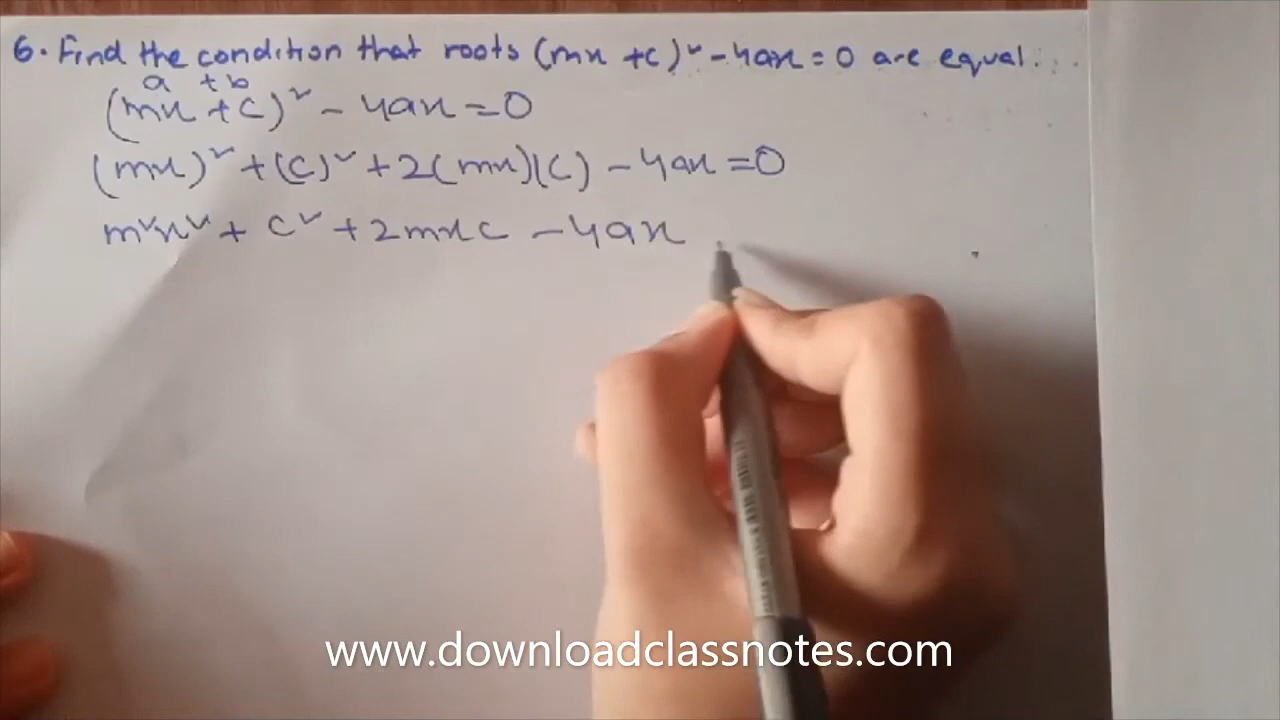 6. Find the condition that roots (mx +c)² - 4ax = 0 are equal.
a + b
(mx + c)² - 4ax = 0
(mx)² + (c)² + 2(mx)(c) - 4ax = 0
m²x² + c² + 2mxc - 4ax
www.downloadclassnotes.com